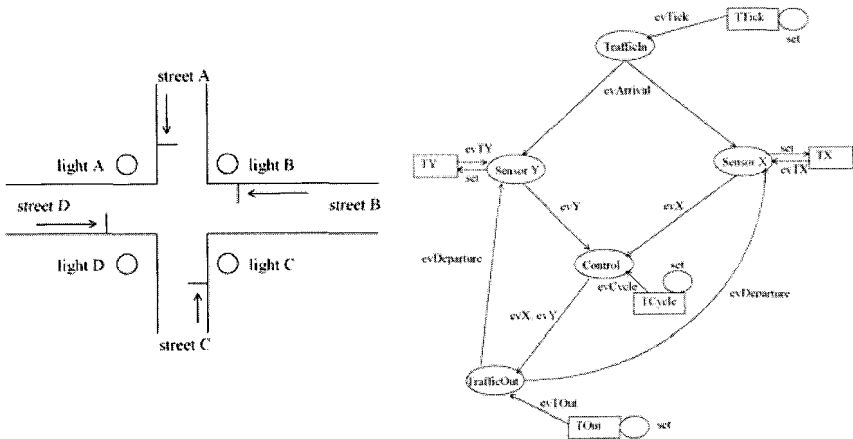 street A
light A
light B
street D
street B
light D
light C
street C
evTick
TTick
set
TrafficIn
evArrival
evTY
TY
set
Sensor Y
Sensor X
set
TX
evTX
evY
evX
evDeparture
Control
set
evCycle
TCycle
evDeparture
evX, evY
TrafficOut
evTOut
TOut
set